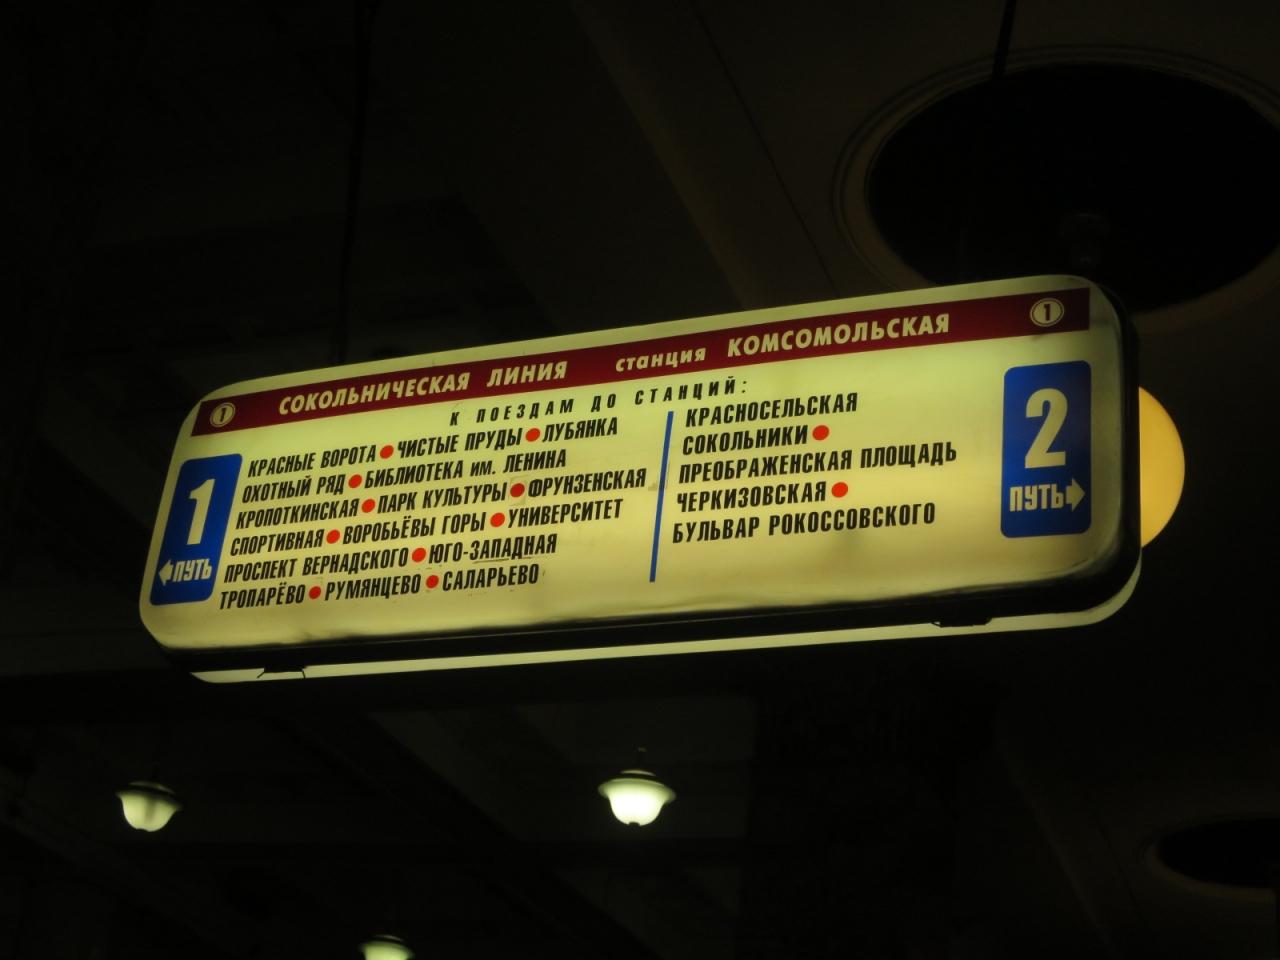 1 СОКОЛЬНИЧЕСКАЯ ЛИНИЯ станция КОМСОМОЛЬСКАЯ 1
К ПОЕЗДАМ ДО СТАНЦИЙ:
1
ПУТЬ
КРАСНЫЕ ВОРОТА ● ЧИСТЫЕ ПРУДЫ ● ЛУБЯНКА
ОХОТНЫЙ РЯД ● БИБЛИОТЕКА им. ЛЕНИНА
КРОПОТКИНСКАЯ ● ПАРК КУЛЬТУРЫ ● ФРУНЗЕНСКАЯ
СПОРТИВНАЯ ● ВОРОБЬЁВЫ ГОРЫ ● УНИВЕРСИТЕТ
ПРОСПЕКТ ВЕРНАДСКОГО ● ЮГО-ЗАПАДНАЯ
ТРОПАРЁВО ● РУМЯНЦЕВО ● САЛАРЬЕВО
КРАСНОСЕЛЬСКАЯ
СОКОЛЬНИКИ ●
ПРЕОБРАЖЕНСКАЯ ПЛОЩАДЬ
ЧЕРКИЗОВСКАЯ ●
БУЛЬВАР РОКОССОВСКОГО
2
ПУТЬ